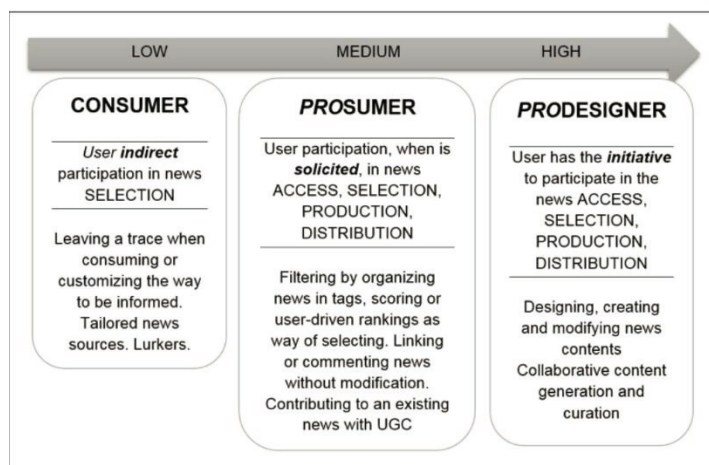 LOW MEDIUM HIGH
CONSUMER
User indirect
participation in news
SELECTION
Leaving a trace when
consuming or
customizing the way
to be informed.
Tailored news
sources. Lurkers.
PROSUMER
User participation, when is
solicited, in news
ACCESS, SELECTION,
PRODUCTION,
DISTRIBUTION
Filtering by organizing
news in tags, scoring or
user-driven rankings as
way of selecting. Linking
or commenting news
without modification.
Contributing to an existing
news with UGC
PRODESIGNER
User has the initiative
to participate in the
news ACCESS,
SELECTION,
PRODUCTION,
DISTRIBUTION
Designing, creating
and modifying news
contents
Collaborative content
generation and
curation